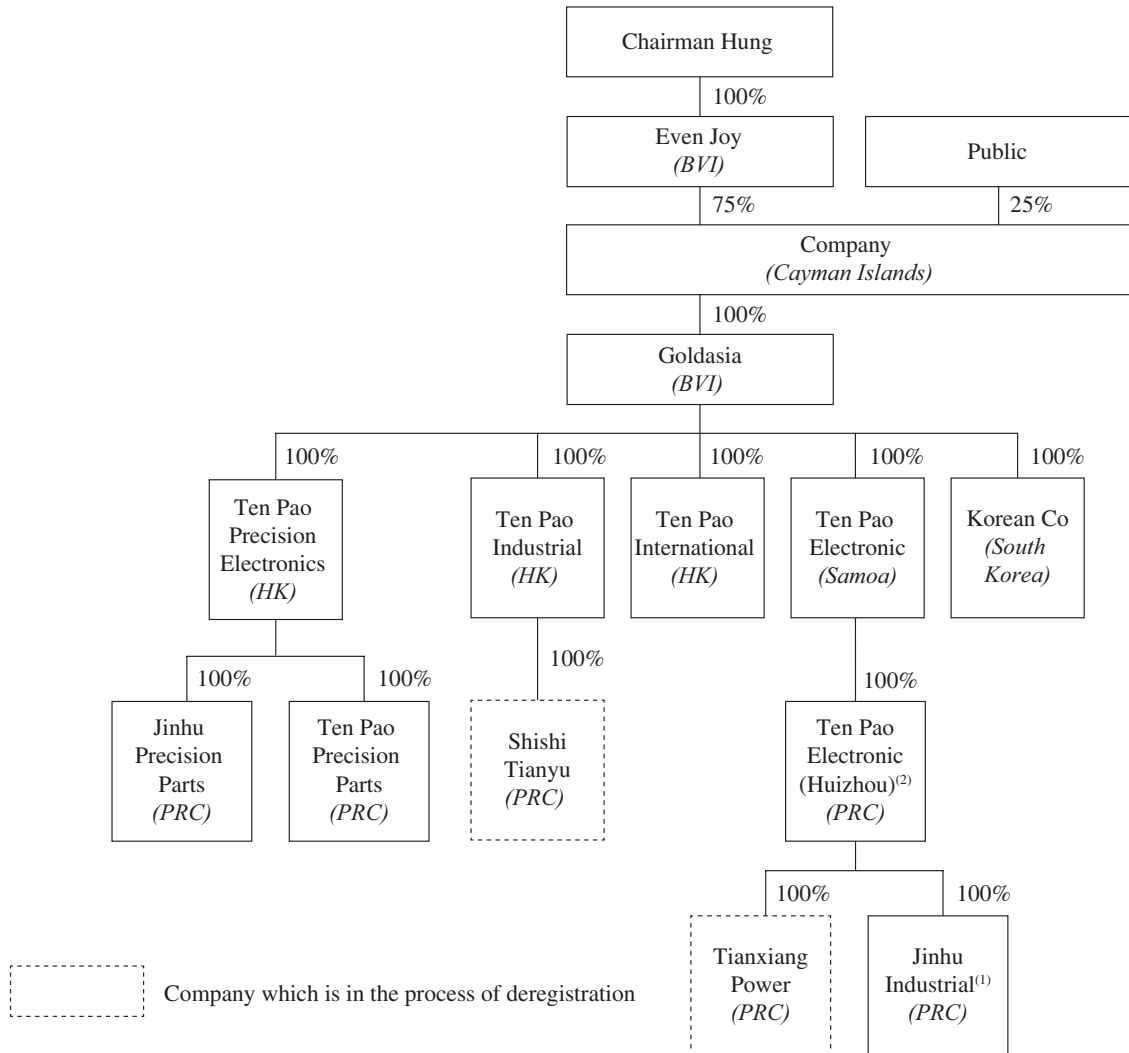 Chairman Hung
100%
Even Joy
(BVI)
Public
75%
25%
Company
(Cayman Islands)
100%
Goldasia
(BVI)
100%
100%
100%
100%
100%
Ten Pao
Precision
Electronics
(HK)
Ten Pao
Industrial
(HK)
Ten Pao
International
(HK)
Ten Pao
Electronic
(Samoa)
Korean Co
(South
Korea)
100%
100%
100%
100%
Jinhu
Precision
Parts
(PRC)
Ten Pao
Precision
Parts
(PRC)
Shishi
Tianyu
(PRC)
Ten Pao
Electronic
(Huizhou)(2)
(PRC)
100%
100%
Tianxiang
Power
(PRC)
Jinhu
Industrial(1)
(PRC)
Company which is in the process of deregistration